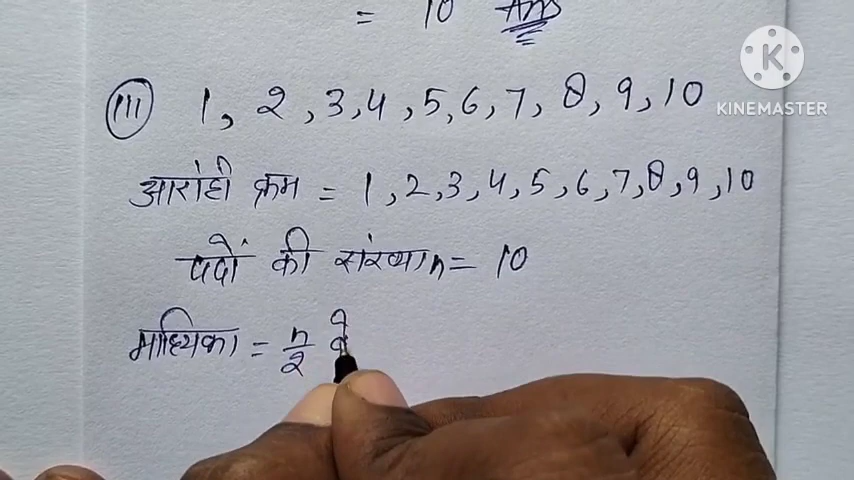 = 10 Ans
K
KINEMASTER
(III) 1, 2, 3, 4, 5, 6, 7, 8, 9, 10
आरोही क्रम = 1, 2, 3, 4, 5, 6, 7, 8, 9, 10
पदों की संख्या n = 10
माध्यिका = n/2 वें